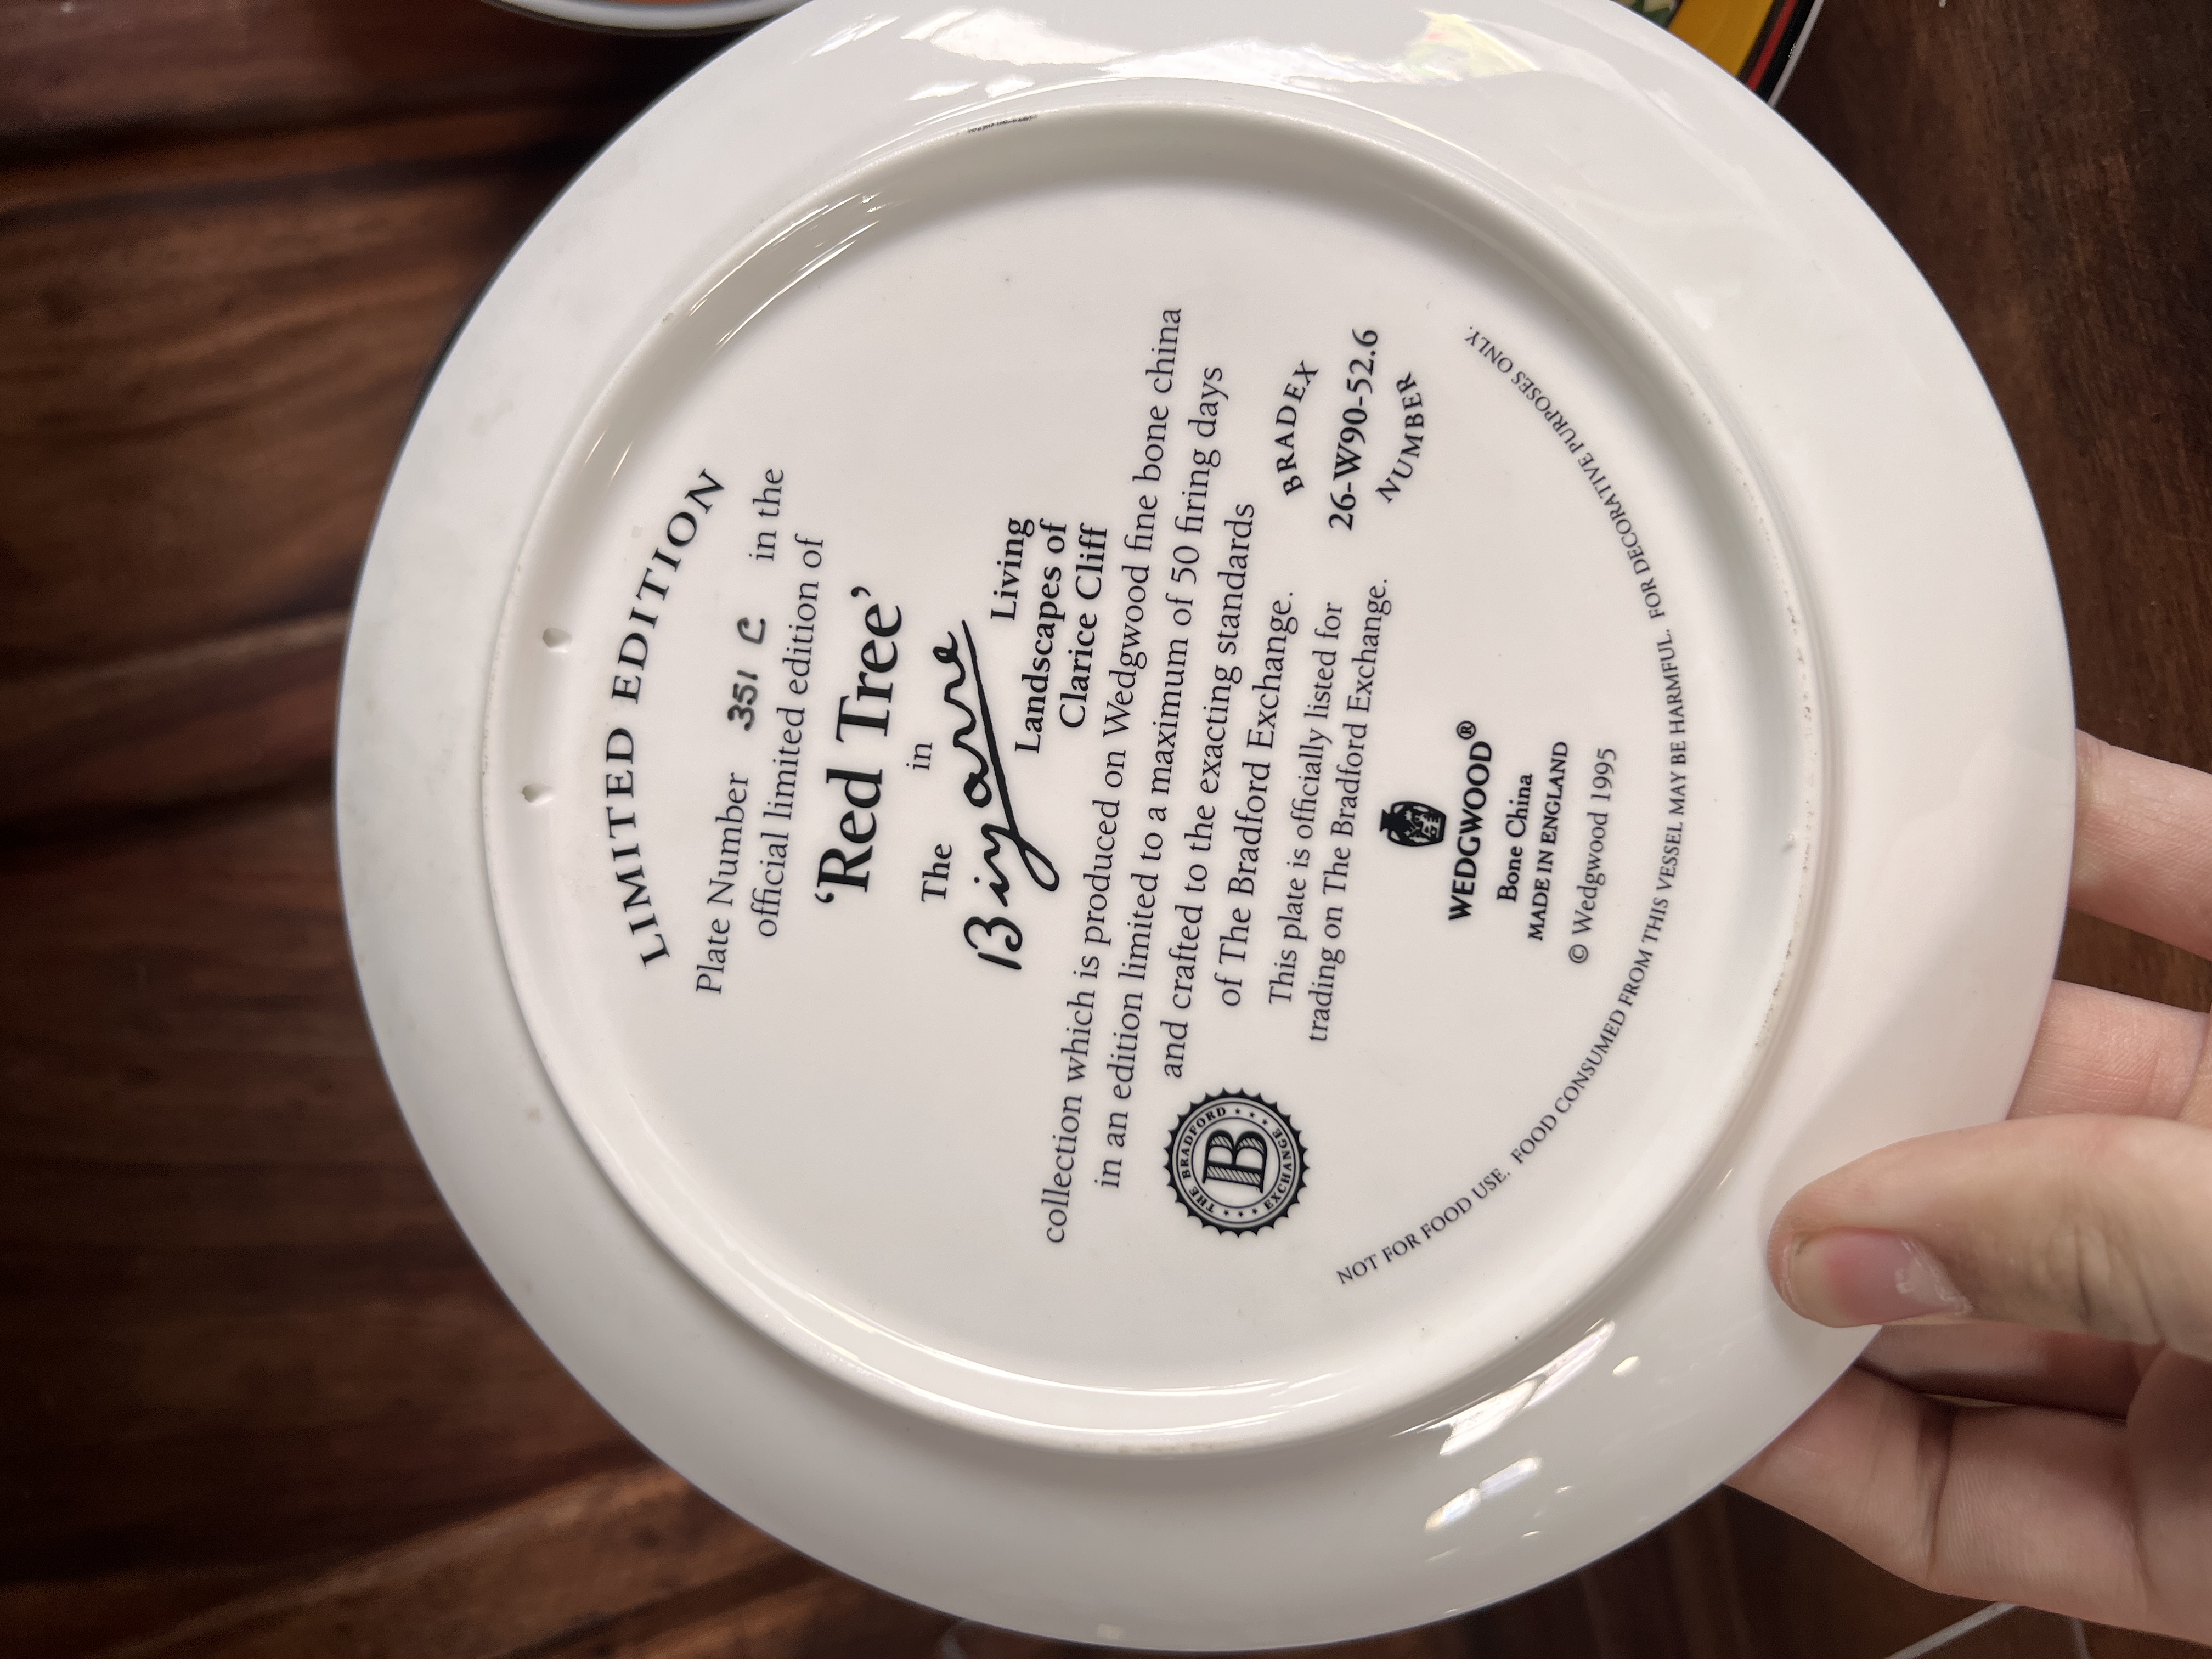 LIMITED EDITION
Plate Number 351 C in the
official limited edition of
‘Red Tree’
in
The Bizarre Living
Landscapes of
Clarice Cliff
collection which is produced on Wedgwood fine bone china
in an edition limited to a maximum of 50 firing days
and crafted to the exacting standards
of The Bradford Exchange.
This plate is officially listed for
trading on The Bradford Exchange.
THE BRADFORD
B
EXCHANGE
BRADEX
26-W90-52.6
NUMBER
WEDGWOOD®
Bone China
MADE IN ENGLAND
© Wedgwood 1995
NOT FOR FOOD USE. FOOD CONSUMED FROM THIS VESSEL MAY BE HARMFUL. FOR DECORATIVE PURPOSES ONLY.